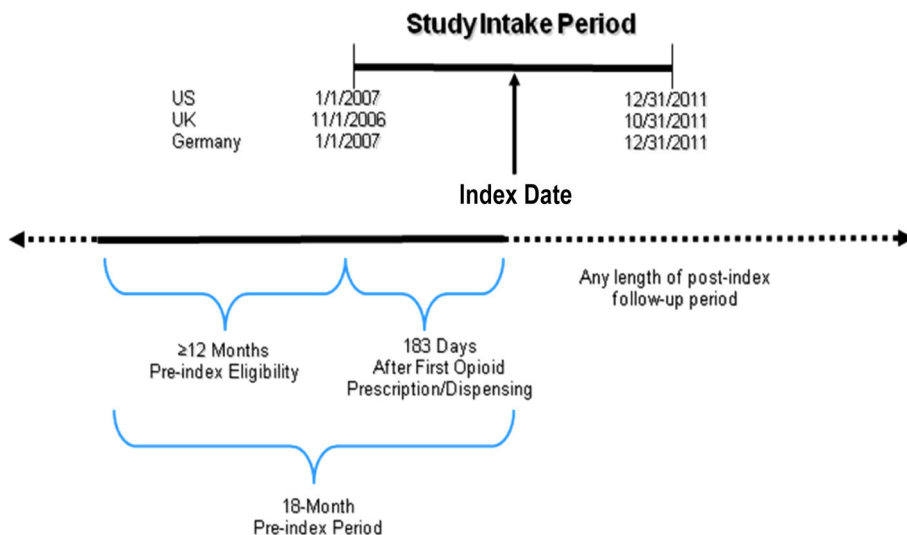 Study Intake Period
US 1/1/2007 12/31/2011
UK 11/1/2006 10/31/2011
Germany 1/1/2007 12/31/2011
Index Date
Any length of post-index
follow-up period
≥12 Months
Pre-index Eligibility
183 Days
After First Opioid
Prescription/Dispensing
18-Month
Pre-index Period